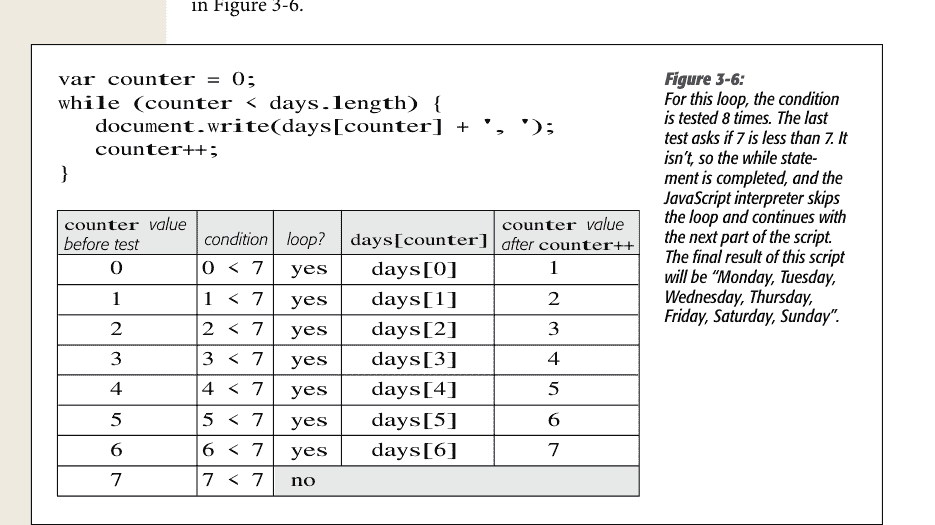 in Figure 3-6.
var counter = 0;
while (counter < days.length) {
document.write(days[counter] + ', ');
counter++;
}
Figure 3-6:
For this loop, the condition
is tested 8 times. The last
test asks if 7 is less than 7. It
isn't, so the while state-
ment is completed, and the
JavaScript interpreter skips
the loop and continues with
the next part of the script.
The final result of this script
will be "Monday, Tuesday,
Wednesday, Thursday,
Friday, Saturday, Sunday".
counter value before test condition loop? days[counter] counter value after counter++
0 0 < 7 yes days[0] 1
1 1 < 7 yes days[1] 2
2 2 < 7 yes days[2] 3
3 3 < 7 yes days[3] 4
4 4 < 7 yes days[4] 5
5 5 < 7 yes days[5] 6
6 6 < 7 yes days[6] 7
7 7 < 7 no